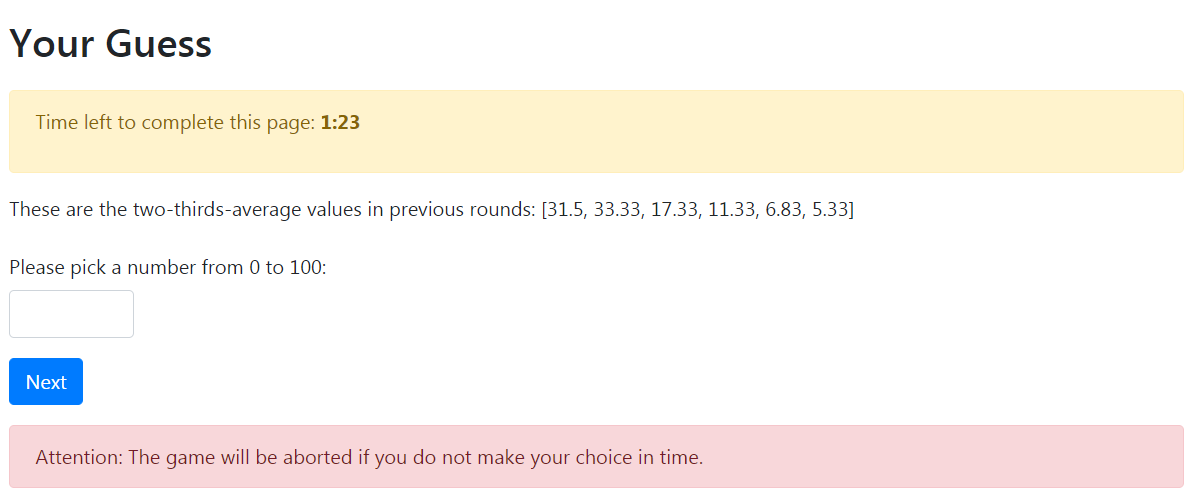 Your Guess
Time left to complete this page: 1:23
These are the two-thirds-average values in previous rounds: [31.5, 33.33, 17.33, 11.33, 6.83, 5.33]
Please pick a number from 0 to 100:
Next
Attention: The game will be aborted if you do not make your choice in time.